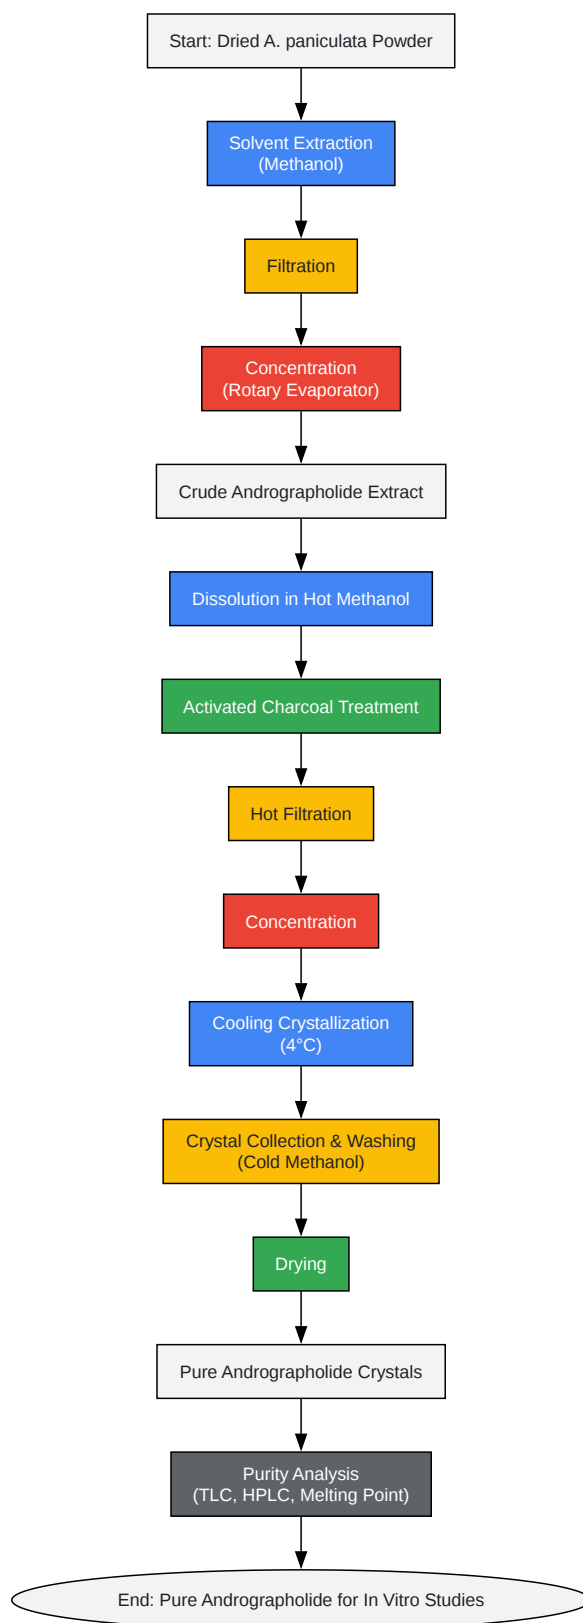 Start: Dried A. paniculata Powder
Solvent Extraction
(Methanol)
Filtration
Concentration
(Rotary Evaporator)
Crude Andrographolide Extract
Dissolution in Hot Methanol
Activated Charcoal Treatment
Hot Filtration
Concentration
Cooling Crystallization
(4°C)
Crystal Collection & Washing
(Cold Methanol)
Drying
Pure Andrographolide Crystals
Purity Analysis
(TLC, HPLC, Melting Point)
End: Pure Andrographolide for In Vitro Studies